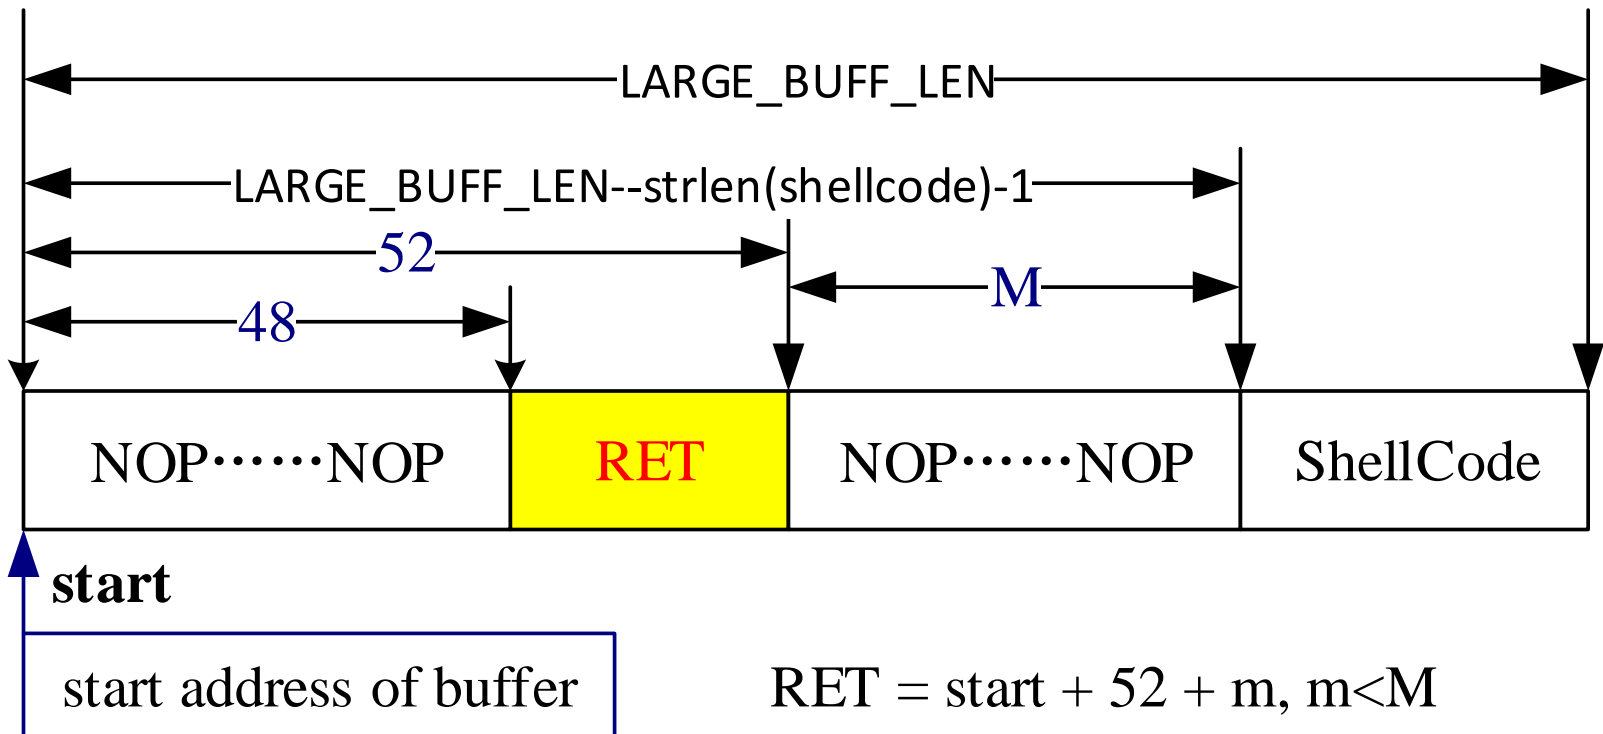 LARGE_BUFF_LEN
LARGE_BUFF_LEN--strlen(shellcode)-1
52
M
48
NOP……NOP RET NOP……NOP ShellCode
start
start address of buffer
RET = start + 52 + m, m<M